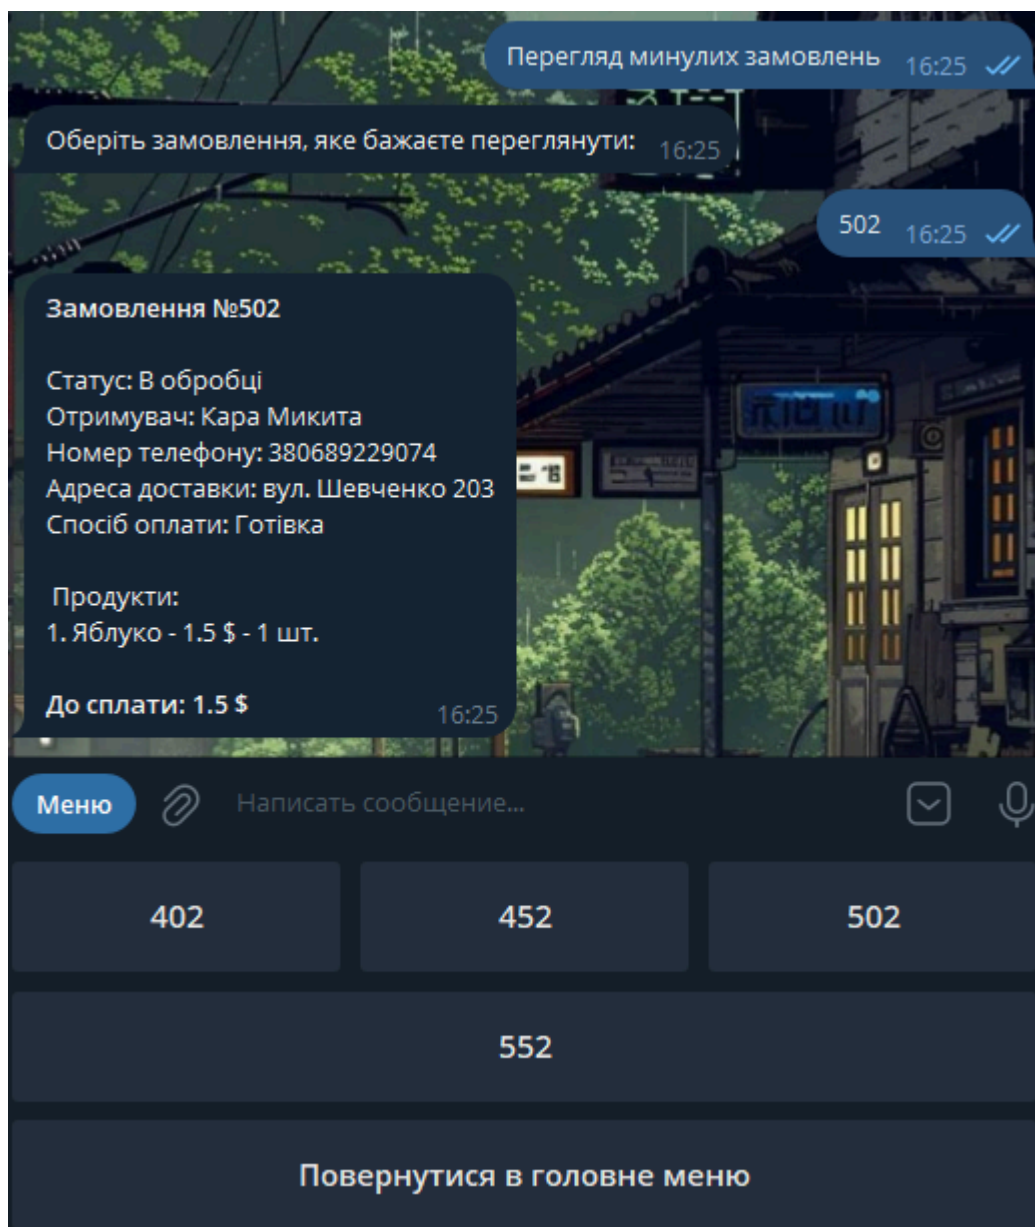 Перегляд минулих замовлень 16:25
Оберіть замовлення, яке бажаєте переглянути: 16:25
502 16:25
Замовлення №502
Статус: В обробці
Отримувач: Кара Микита
Номер телефону: 380689229074
Адреса доставки: вул. Шевченко 203
Спосіб оплати: Готівка
Продукти:
1. Яблуко - 1.5 $ - 1 шт.
До сплати: 1.5 $ 16:25
Меню Написать сообщение...
402 452 502
552
Повернутися в головне меню